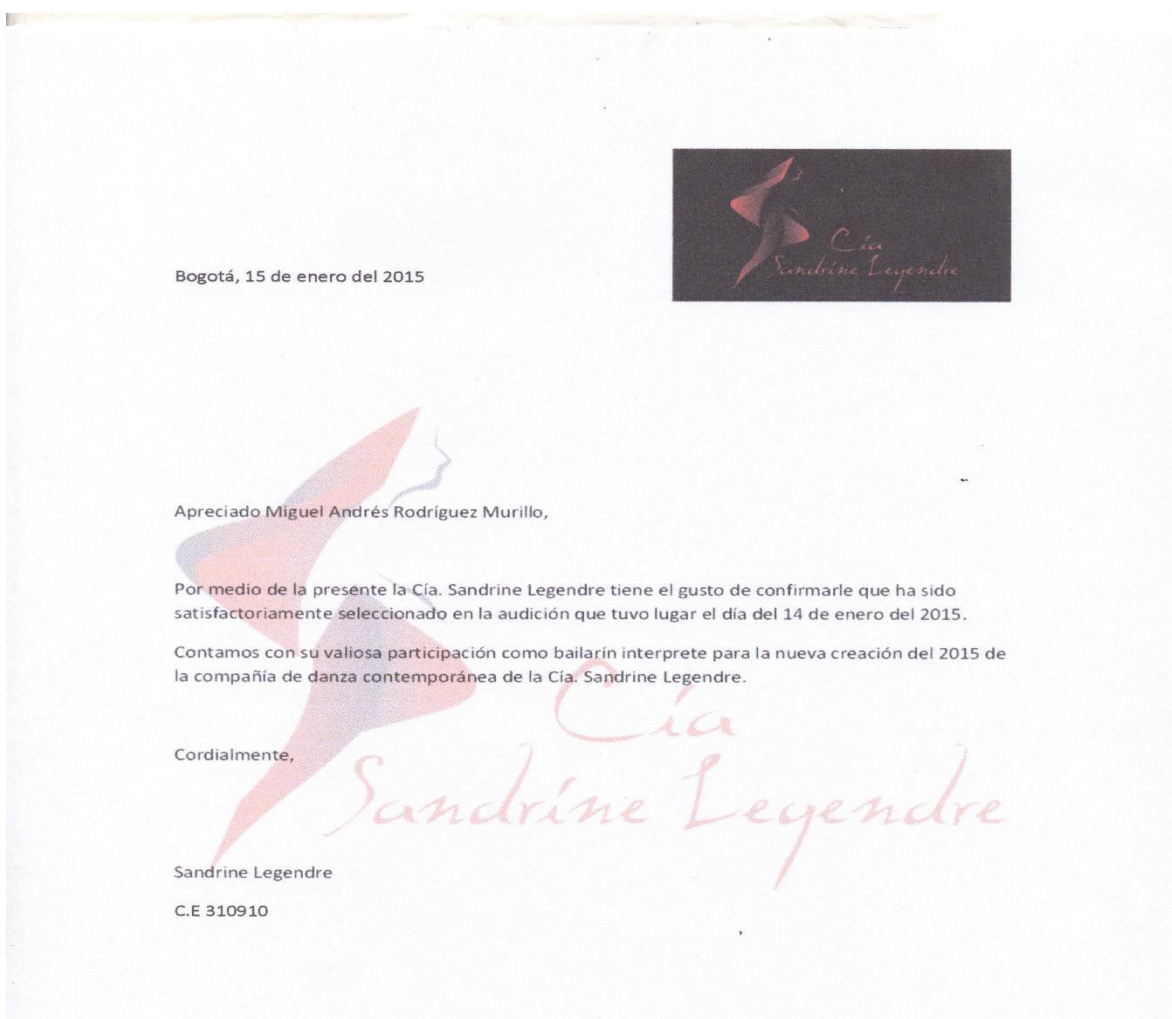 Cía
Sandrine Legendre
Bogotá, 15 de enero del 2015
Apreciado Miguel Andrés Rodríguez Murillo,
Por medio de la presente la Cía. Sandrine Legendre tiene el gusto de confirmarle que ha sido
satisfactoriamente seleccionado en la audición que tuvo lugar el día del 14 de enero del 2015.
Contamos con su valiosa participación como bailarín interprete para la nueva creación del 2015 de
la compañía de danza contemporánea de la Cía. Sandrine Legendre.
Cía
Cordialmente,
Sandrine Legendre
Sandrine Legendre
C.E 310910